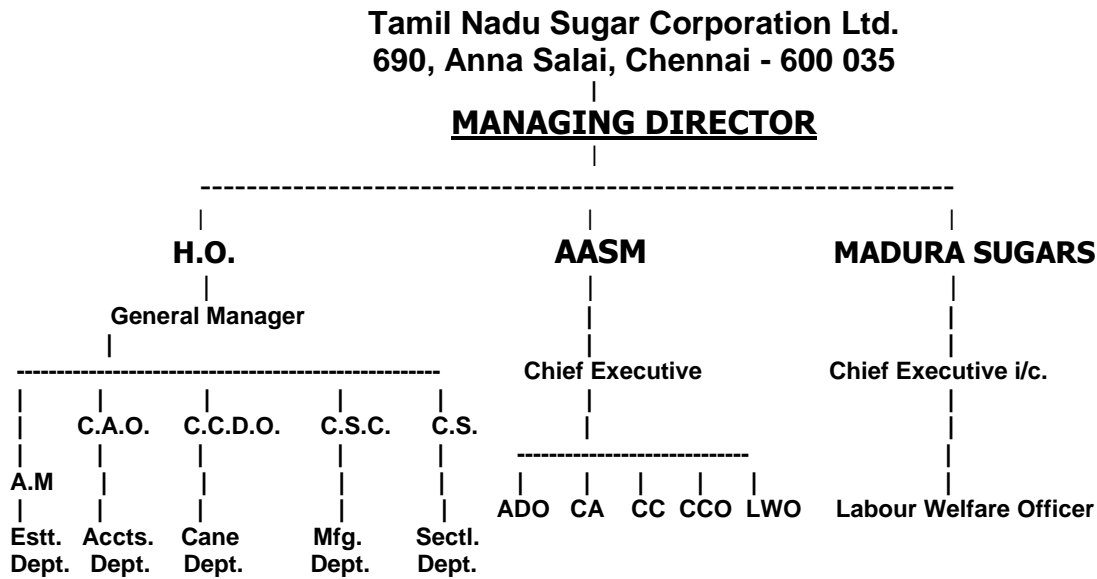 Tamil Nadu Sugar Corporation Ltd.
690, Anna Salai, Chennai - 600 035
MANAGING DIRECTOR
H.O. AASM MADURA SUGARS
General Manager
Chief Executive Chief Executive i/c.
C.A.O. C.C.D.O. C.S.C. C.S.
A.M
ADO CA CC CCO LWO Labour Welfare Officer
Estt. Accts. Cane Mfg. Sectl.
Dept. Dept. Dept. Dept. Dept.